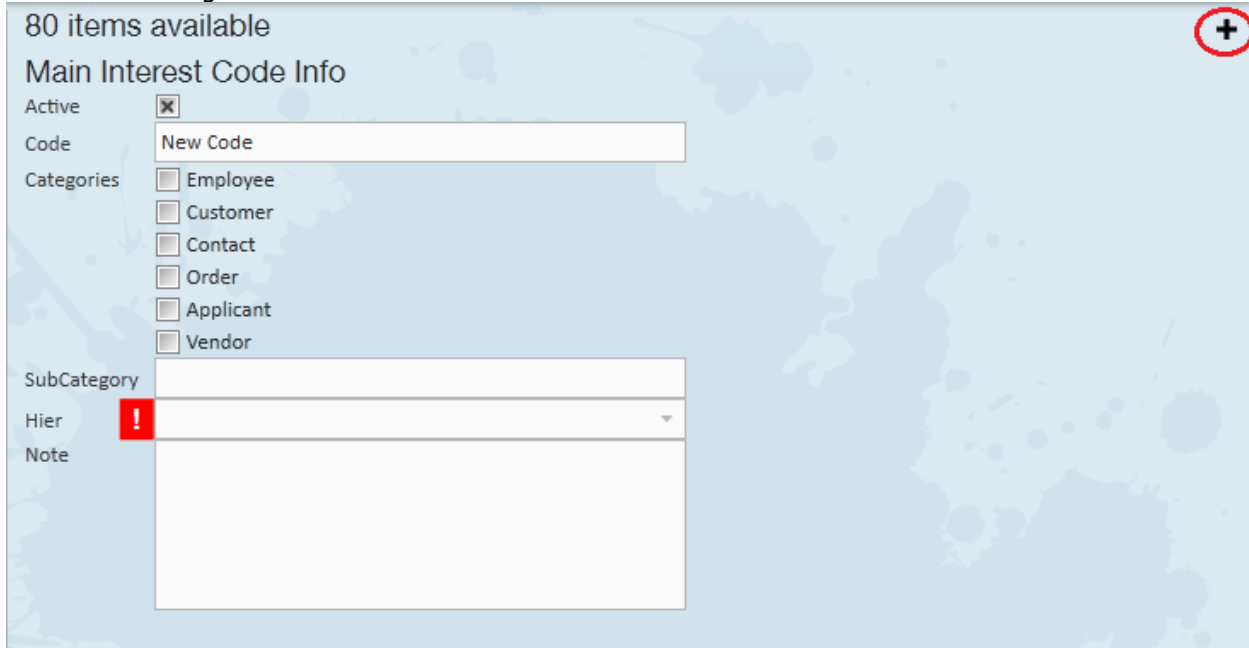 80 items available
Main Interest Code Info
Active
Code New Code
Categories Employee
Customer
Contact
Order
Applicant
Vendor
SubCategory
Hier !
Note